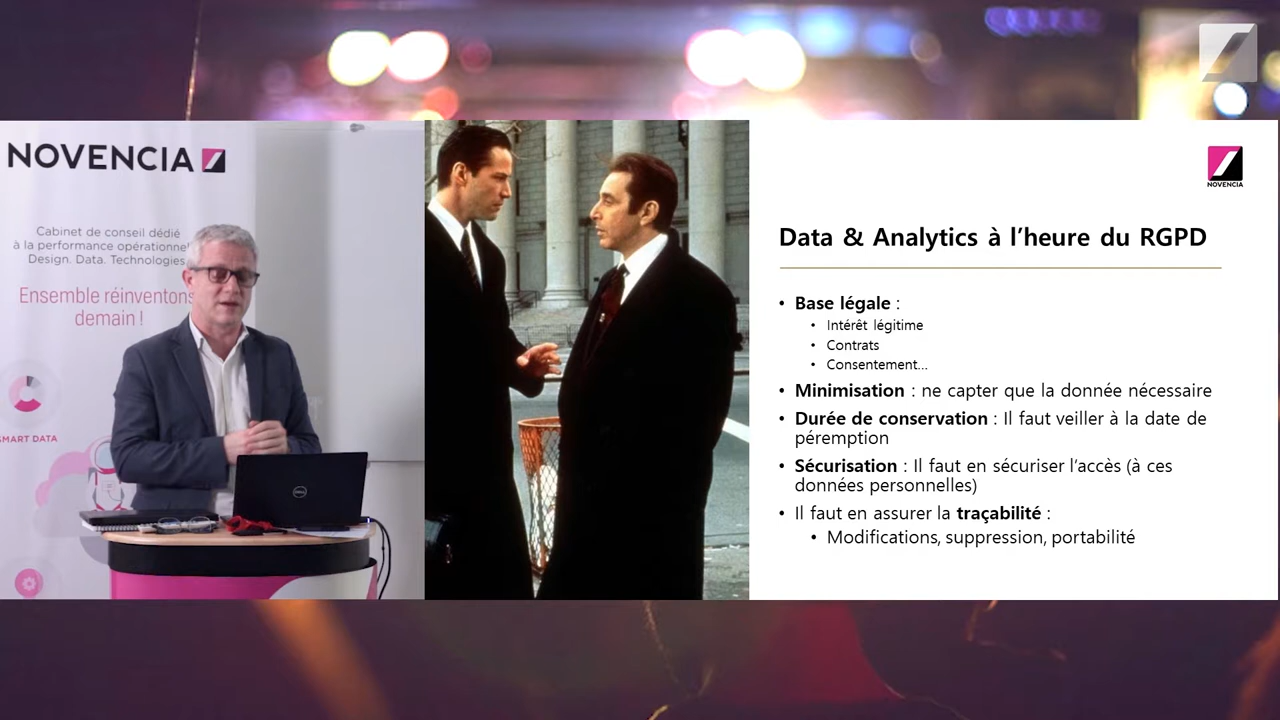 NOVENCIA
Cabinet de conseil dédié
à la performance opérationnel
Design. Data. Technologies
Ensemble réinventons
demain !
SMART DATA
DELL
NOVENCIA
Data & Analytics à l'heure du RGPD
• Base légale :
• Intérêt légitime
• Contrats
• Consentement...
• Minimisation : ne capter que la donnée nécessaire
• Durée de conservation : Il faut veiller à la date de
péremption
• Sécurisation : Il faut en sécuriser l'accès (à ces
données personnelles)
• Il faut en assurer la traçabilité :
• Modifications, suppression, portabilité